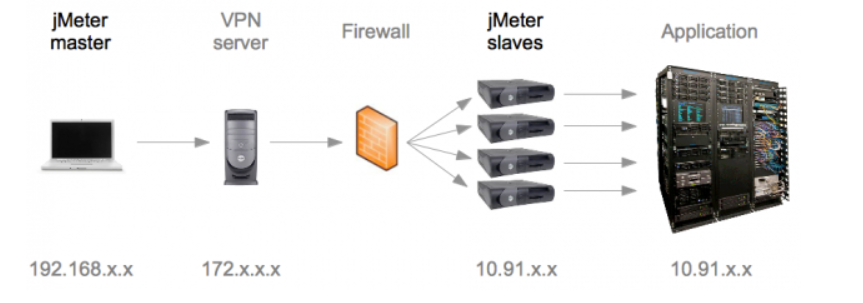 jMeter
master
VPN
server
Firewall
jMeter
slaves
Application
192.168.x.x
172.x.x.x
10.91.x.x
10.91.x.x